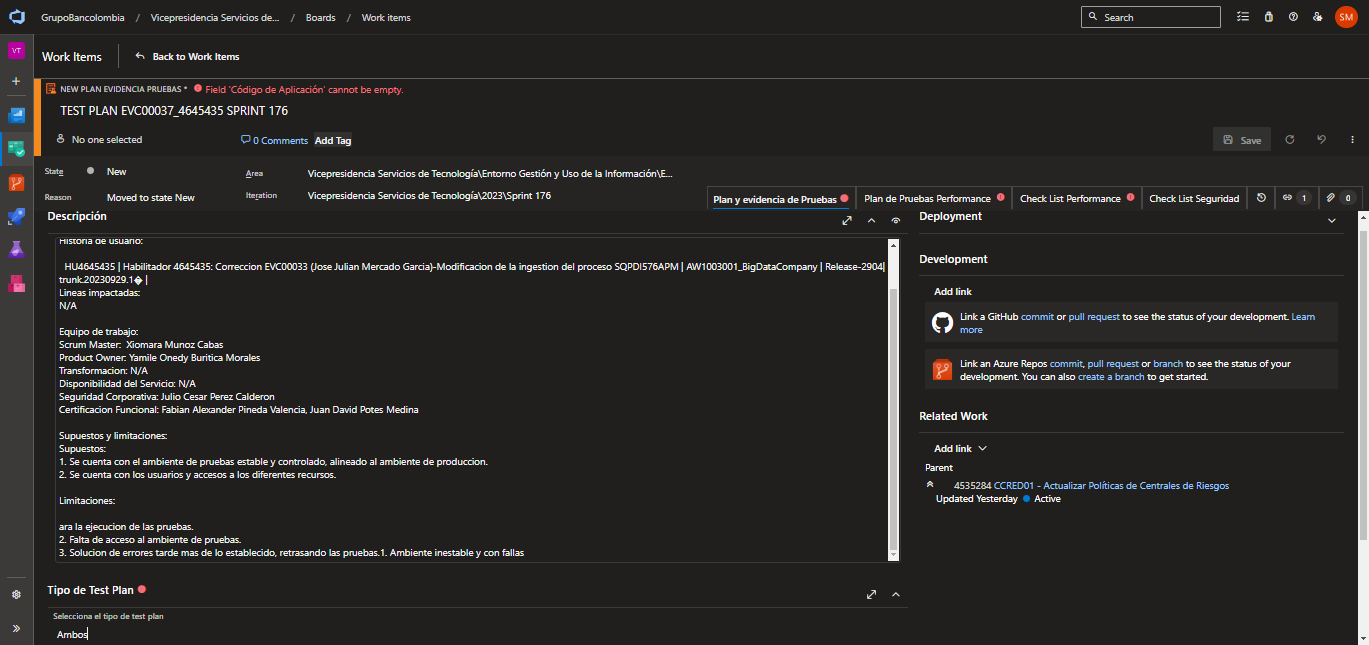 GrupoBancolombia / Vicepresidencia Servicios de... / Boards / Work items
Search
SM
VT
Work Items
Back to Work Items
NEW PLAN EVIDENCIA PRUEBAS *
Field 'Código de Aplicación' cannot be empty.
TEST PLAN EVC00037_4645435 SPRINT 176
No one selected
0 Comments
Add Tag
Save
State
New
Area
Vicepresidencia Servicios de Tecnología\Entorno Gestión y Uso de la Información\E...
Reason
Moved to state New
Iteration
Vicepresidencia Servicios de Tecnología\2023\Sprint 176
Plan y evidencia de Pruebas
Plan de Pruebas Performance
Check List Performance
Check List Seguridad
1
0
Descripción
Historia de usuario:
HU4645435 | Habilitador 4645435: Correccion EVC00033 (Jose Julian Mercado Garcia)-Modificacion de la ingestion del proceso SQPDI576APM | AW1003001_BigDataCompany | Release-2904|
trunk.20230929.1� |
Lineas impactadas:
N/A
Equipo de trabajo:
Scrum Master:  Xiomara Munoz Cabas
Product Owner: Yamile Onedy Buritica Morales
Transformacion: N/A
Disponibilidad del Servicio: N/A
Seguridad Corporativa: Julio Cesar Perez Calderon
Certificacion Funcional: Fabian Alexander Pineda Valencia, Juan David Potes Medina
Supuestos y limitaciones:
Supuestos:
1. Se cuenta con el ambiente de pruebas estable y controlado, alineado al ambiente de produccion.
2. Se cuenta con los usuarios y accesos a los diferentes recursos.
Limitaciones:
ara la ejecucion de las pruebas.
2. Falta de acceso al ambiente de pruebas.
3. Solucion de errores tarde mas de lo establecido, retrasando las pruebas.1. Ambiente inestable y con fallas
Tipo de Test Plan
Selecciona el tipo de test plan
Ambos
Deployment
Development
Add link
Link a GitHub commit or pull request to see the status of your development. Learn
more
Link an Azure Repos commit, pull request or branch to see the status of your
development. You can also create a branch to get started.
Related Work
Add link
Parent
4535284 CCRED01 - Actualizar Políticas de Centrales de Riesgos
Updated Yesterday
Active